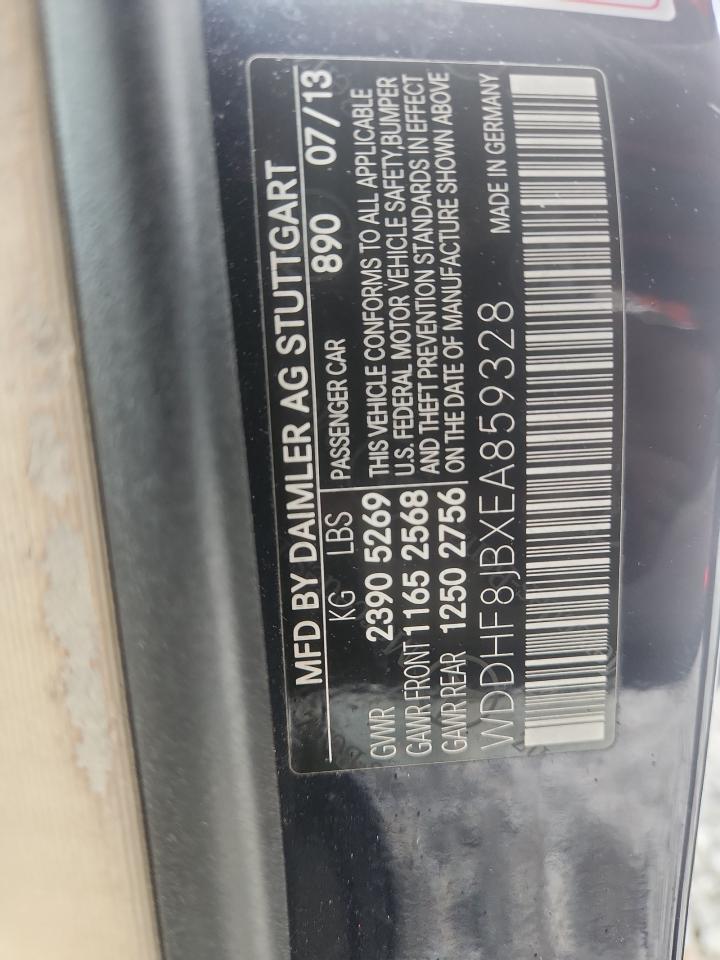 MFD BY DAIMLER AG STUTTGART
KG LBS PASSENGER CAR 890 07/13
GVWR 2390 5269 THIS VEHICLE CONFORMS TO ALL APPLICABLE
GAWR FRONT 1165 2568 U.S. FEDERAL MOTOR VEHICLE SAFETY,BUMPER
GAWR REAR 1250 2756 AND THEFT PREVENTION STANDARDS IN EFFECT
ON THE DATE OF MANUFACTURE SHOWN ABOVE
WDDHF8JBXEA859328 MADE IN GERMANY